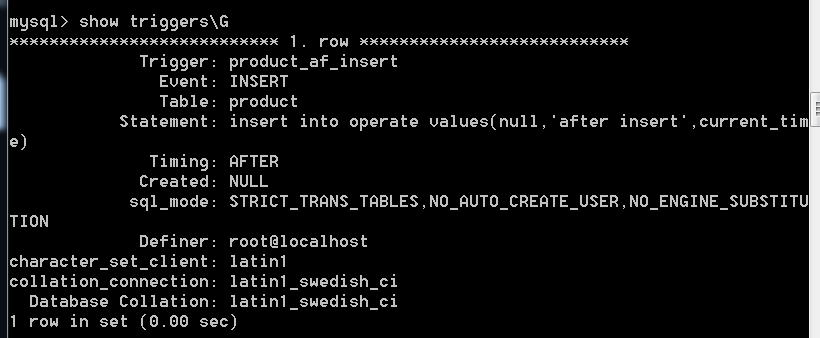 mysql> show triggers\G
*************************** 1. row ***************************
Trigger: product_af_insert
Event: INSERT
Table: product
Statement: insert into operate values(null,'after insert',current_tim
e)
Timing: AFTER
Created: NULL
sql_mode: STRICT_TRANS_TABLES,NO_AUTO_CREATE_USER,NO_ENGINE_SUBSTITU
TION
Definer: root@localhost
character_set_client: latin1
collation_connection: latin1_swedish_ci
Database Collation: latin1_swedish_ci
1 row in set (0.00 sec)